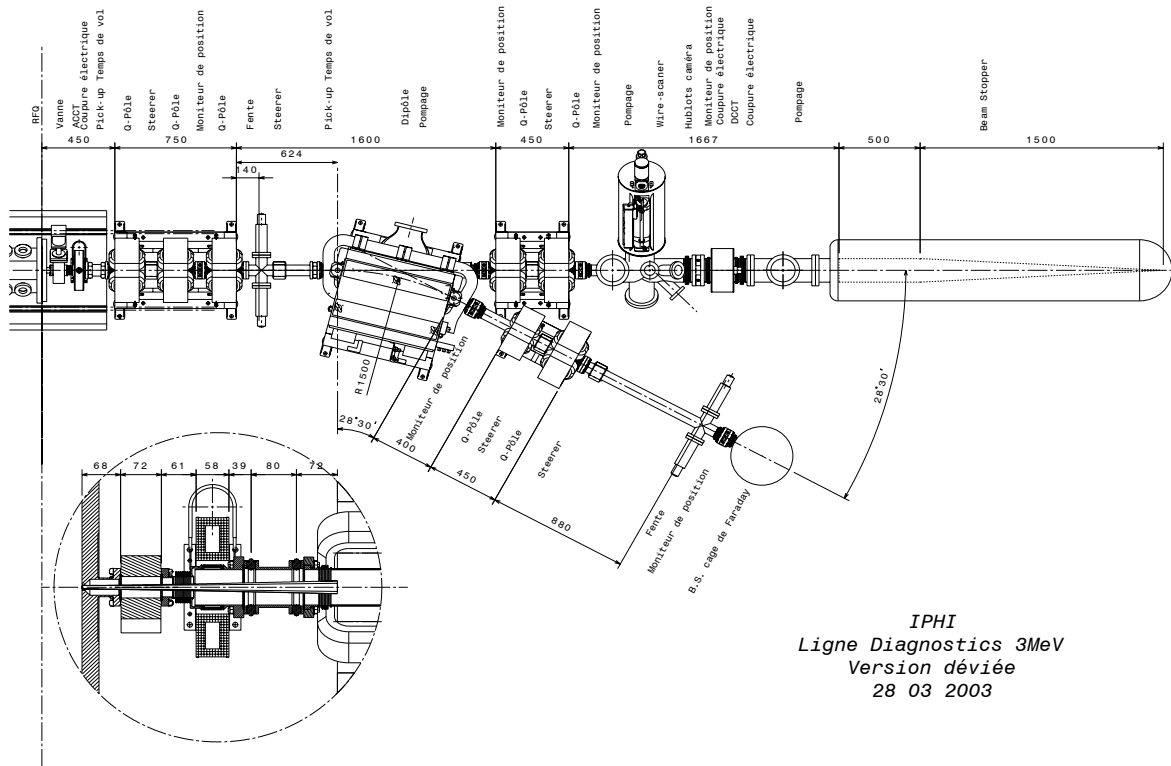 RFQ
Vanne
ACCT
Coupure électrique
Pick-up Temps de vol
Q-Pôle
Steerer
Q-Pôle
Moniteur de position
Q-Pôle
Fente
Steerer
Pick-up Temps de vol
Dipôle
Pompage
Moniteur de position
Q-Pôle
Steerer
Q-Pôle
Moniteur de position
Pompage
Wire-scaner
Hublots caméra
Moniteur de position
Coupure électrique
DCCT
Coupure électrique
Pompage
Beam Stopper
450
750
1600
450
1667
500
1500
624
140
R1500
28°30'
Moniteur de position
400
Q-Pôle
Steerer
Q-Pôle
450
Steerer
880
Fente
Moniteur de position
B.S. cage de Faraday
28°30'
68
72
61
58
39
80
72
IPHI
Ligne Diagnostics 3MeV
Version déviée
28 03 2003